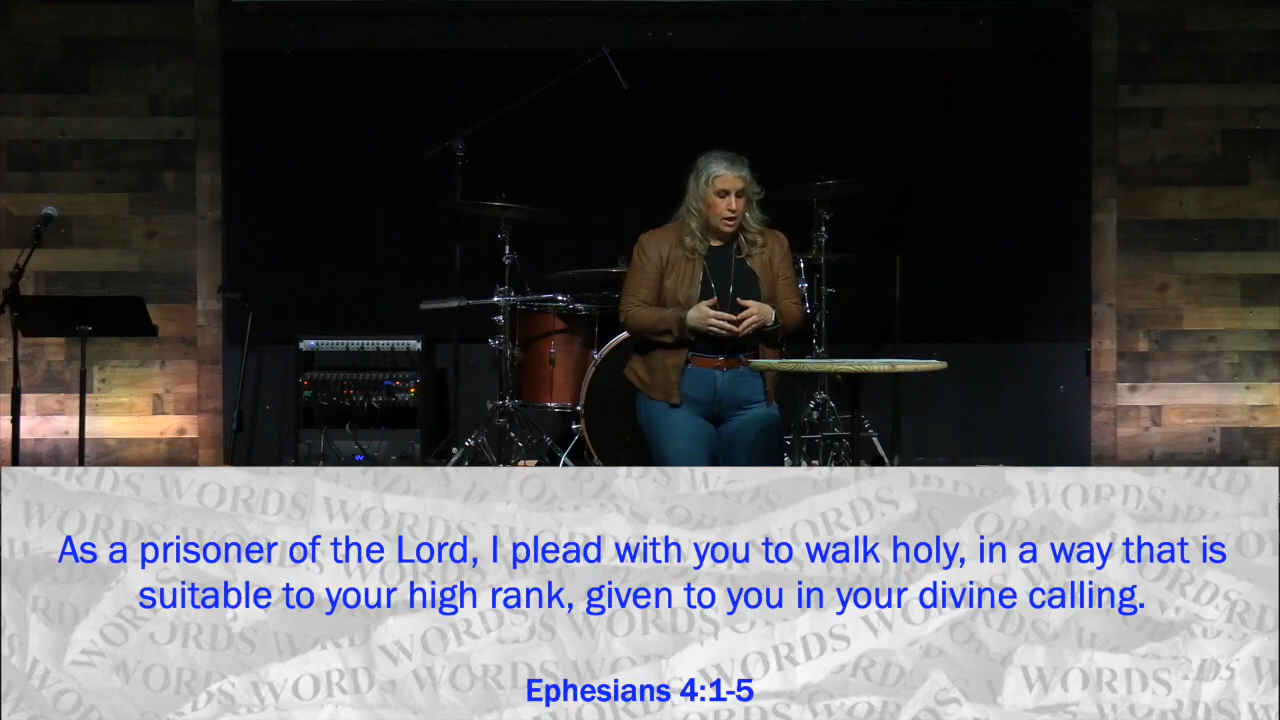 As a prisoner of the Lord, I plead with you to walk holy, in a way that is
suitable to your high rank, given to you in your divine calling.
Ephesians 4:1-5